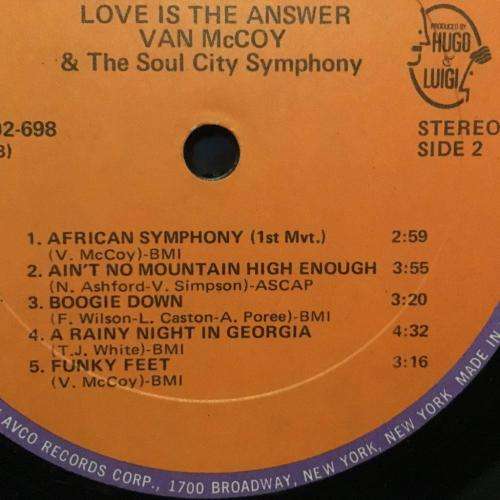 LOVE IS THE ANSWER
VAN McCOY
& The Soul City Symphony
PRODUCED BY
HUGO
&
LUIGI
02-698
STEREO
SIDE 2
1. AFRICAN SYMPHONY (1st Mvt.) 2:59
(V. McCoy)-BMI
2. AIN'T NO MOUNTAIN HIGH ENOUGH 3:55
(N. Ashford-V. Simpson)-ASCAP
3. BOOGIE DOWN 3:20
(F. Wilson-L. Caston-A. Poree)-BMI
4. A RAINY NIGHT IN GEORGIA 4:32
(T.J. White)-BMI
5. FUNKY FEET 3:16
(V. McCoy)-BMI
AVCO RECORDS CORP., 1700 BROADWAY, NEW YORK, NEW YORK, MADE IN